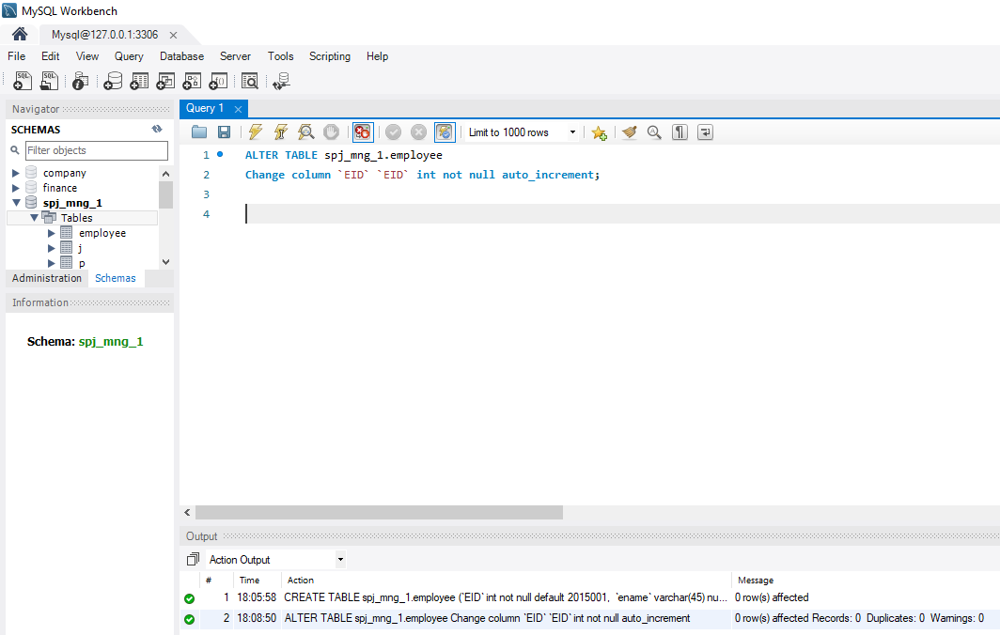 MySQL Workbench
Mysql@127.0.0.1:3306
File Edit View Query Database Server Tools Scripting Help
Navigator
SCHEMAS
Filter objects
company
finance
spj_mng_1
Tables
employee
j
p
Administration Schemas
Information
Schema: spj_mng_1
Query 1
Limit to 1000 rows
1 ALTER TABLE spj_mng_1.employee
2 Change column `EID` `EID` int not null auto_increment;
3
4
Output
Action Output
# Time Action Message
1 18:05:58 CREATE TABLE spj_mng_1.employee (`EID` int not null default 2015001, `ename` varchar(45) nu... 0 row(s) affected
2 18:08:50 ALTER TABLE spj_mng_1.employee Change column `EID` `EID` int not null auto_increment 0 row(s) affected Records: 0 Duplicates: 0 Warnings: 0